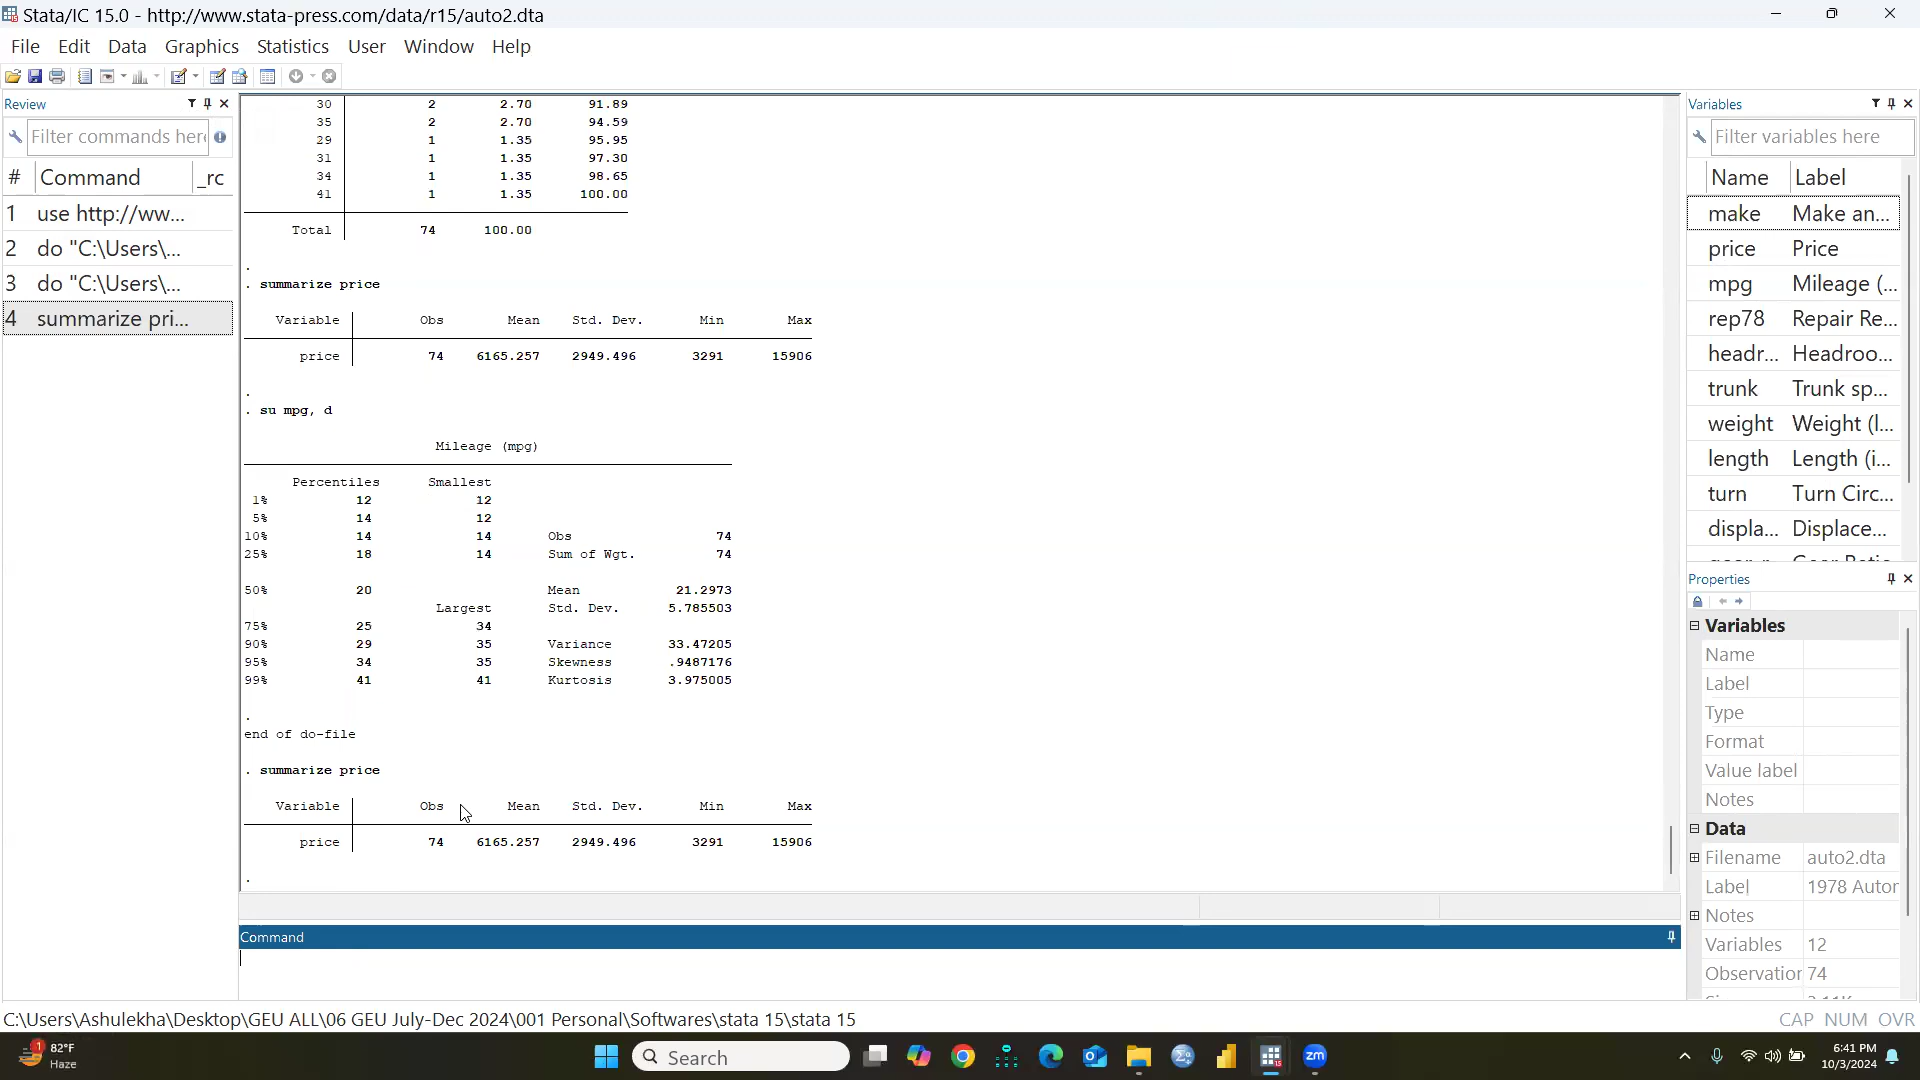 Stata/IC 15.0 - http://www.stata-press.com/data/r15/auto2.dta
File Edit Data Graphics Statistics User Window Help
Review
Filter commands here
# Command _rc
1 use http://ww...
2 do "C:\Users\...
3 do "C:\Users\...
4 summarize pri...
30 2 2.70 91.89
35 2 2.70 94.59
29 1 1.35 95.95
31 1 1.35 97.30
34 1 1.35 98.65
41 1 1.35 100.00
Total 74 100.00
.
. summarize price
Variable Obs Mean Std. Dev. Min Max
price 74 6165.257 2949.496 3291 15906
.
. su mpg, d
Mileage (mpg)
Percentiles Smallest
1% 12 12
5% 14 12
10% 14 14 Obs 74
25% 18 14 Sum of Wgt. 74
50% 20 Mean 21.2973
Largest Std. Dev. 5.785503
75% 25 34
90% 29 35 Variance 33.47205
95% 34 35 Skewness .9487176
99% 41 41 Kurtosis 3.975005
.
end of do-file
. summarize price
Variable Obs Mean Std. Dev. Min Max
price 74 6165.257 2949.496 3291 15906
.
Command
Variables
Filter variables here
Name Label
make Make an...
price Price
mpg Mileage (...
rep78 Repair Re...
headr... Headroo...
trunk Trunk sp...
weight Weight (l...
length Length (i...
turn Turn Circ...
displa... Displace...
Properties
Variables
Name
Label
Type
Format
Value label
Notes
Data
Filename auto2.dta
Label 1978 Autor
Notes
Variables 12
Observation 74
C:\Users\Ashulekha\Desktop\GEU ALL\06 GEU July-Dec 2024\001 Personal\Softwares\stata 15\stata 15
CAP NUM OVR
1
82°F
Haze
Search
zm
6:41 PM
10/3/2024